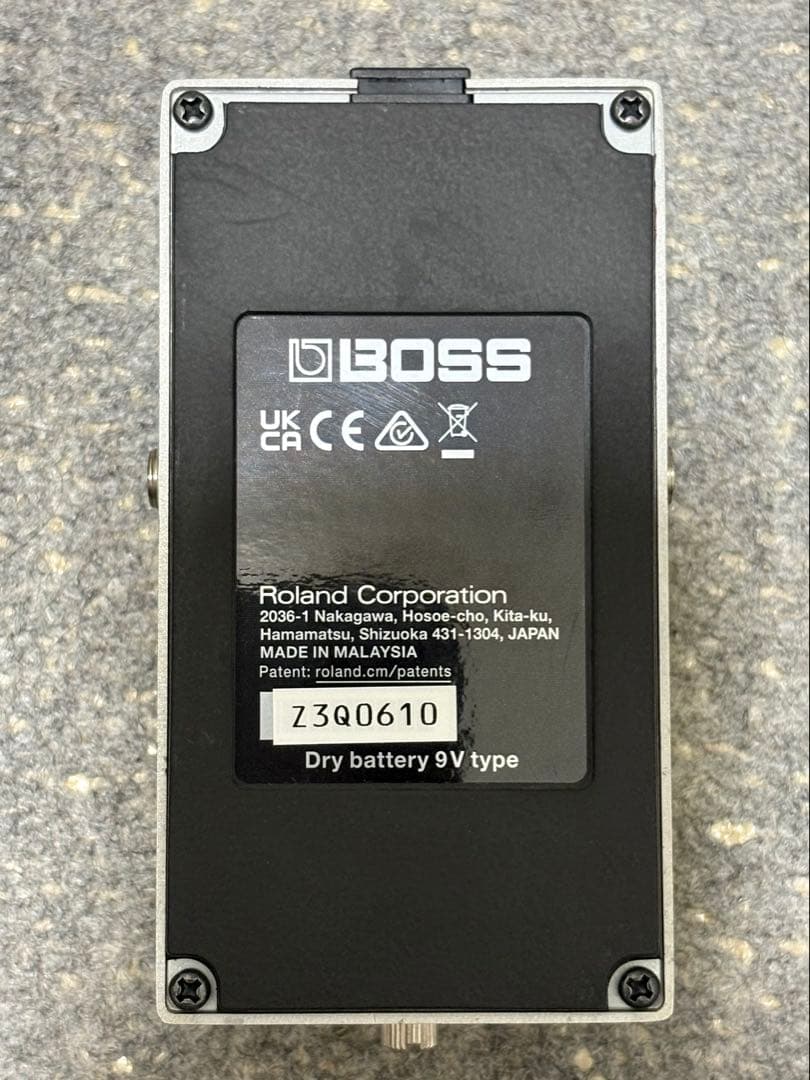 BOSS
UK
CA CE
Roland Corporation
2036-1 Nakagawa, Hosoe-cho, Kita-ku,
Hamamatsu, Shizuoka 431-1304, JAPAN
MADE IN MALAYSIA
Patent: roland.cm/patents
Z3Q0610
Dry battery 9V type